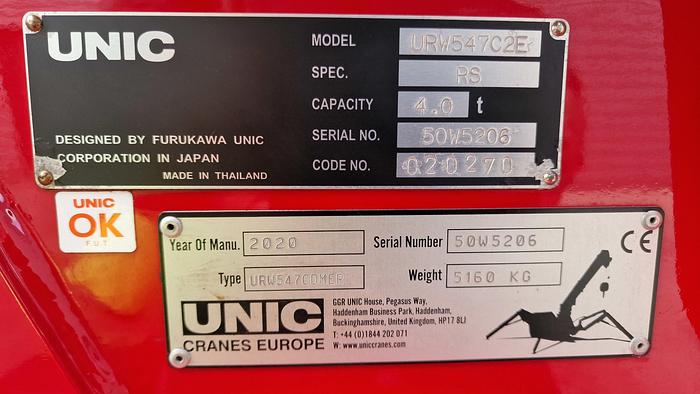 UNIC
MODEL URW547C2E
SPEC. RS
CAPACITY 4.0 t
SERIAL NO. 50W5206
CODE NO. 020270
DESIGNED BY FURUKAWA UNIC
CORPORATION IN JAPAN
MADE IN THAILAND
UNIC
OK
F.U.T.
Year Of Manu. 2020
Serial Number 50W5206
CE
Type URW547CDMER
Weight 5160 KG
UNIC
CRANES EUROPE
GGR UNIC House, Pegasus Way,
Haddenham Business Park, Haddenham,
Buckinghamshire, United Kingdom, HP17 8LJ
T: +44 (0)1844 202 071
W: www.uniccranes.com